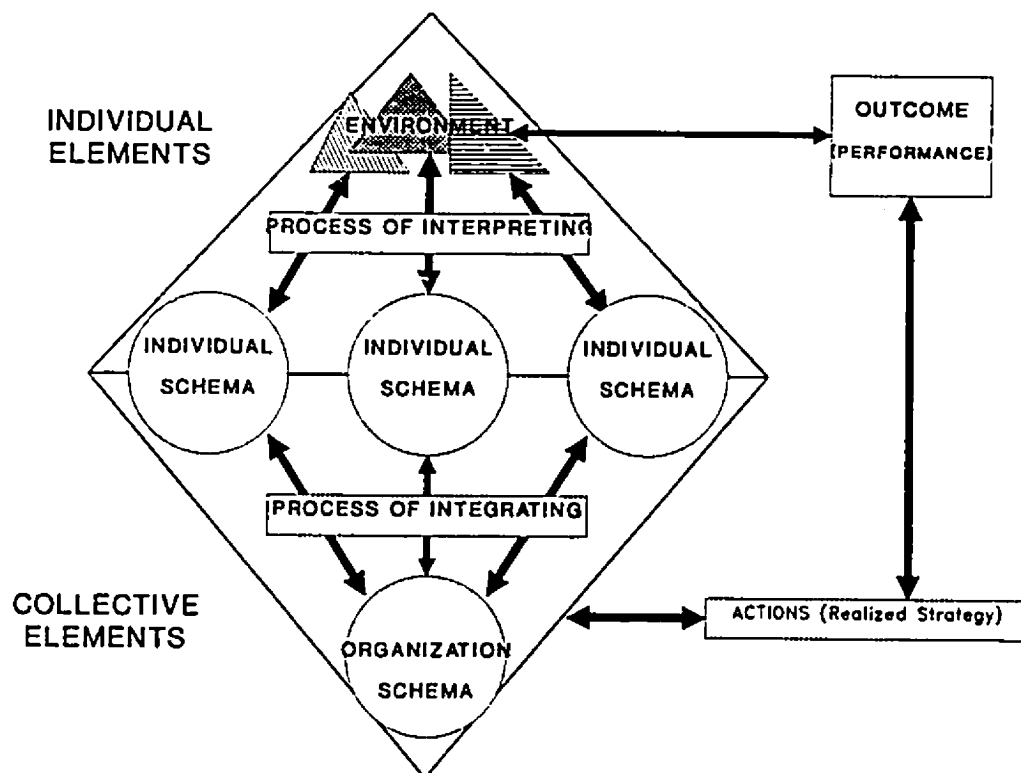 INDIVIDUAL
ELEMENTS
ENVIRONMENT
OUTCOME
(PERFORMANCE)
PROCESS OF INTERPRETING
INDIVIDUAL
SCHEMA
INDIVIDUAL
SCHEMA
INDIVIDUAL
SCHEMA
PROCESS OF INTEGRATING
COLLECTIVE
ELEMENTS
ORGANIZATION
SCHEMA
ACTIONS (Realized Strategy)